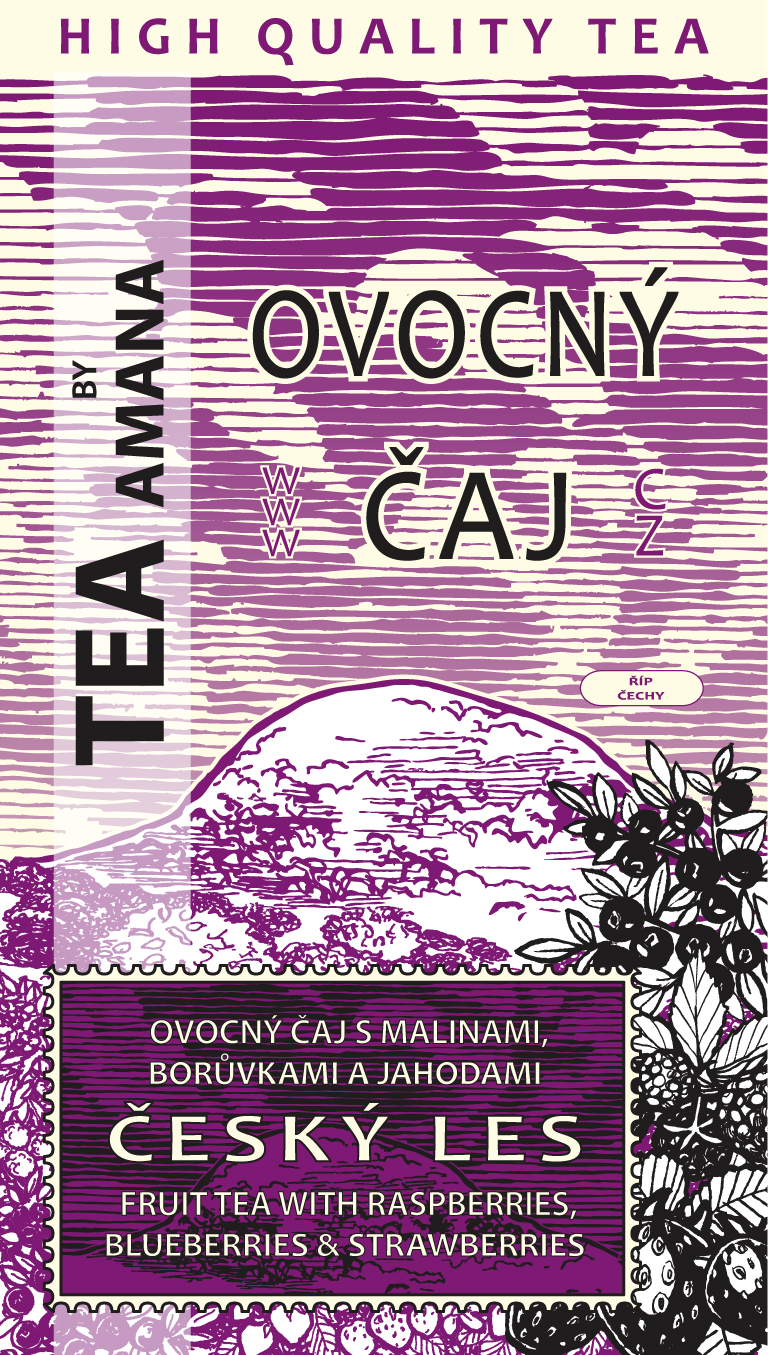 HIGH QUALITY TEA
TEA BY AMANA
OVOCNÝ
WWW
ČAJ
CZ
ŘÍP
ČECHY
OVOCNÝ ČAJ S MALINAMI,
BORŮVKAMI A JAHODAMI
ČESKÝ LES
FRUIT TEA WITH RASPBERRIES,
BLUEBERRIES & STRAWBERRIES